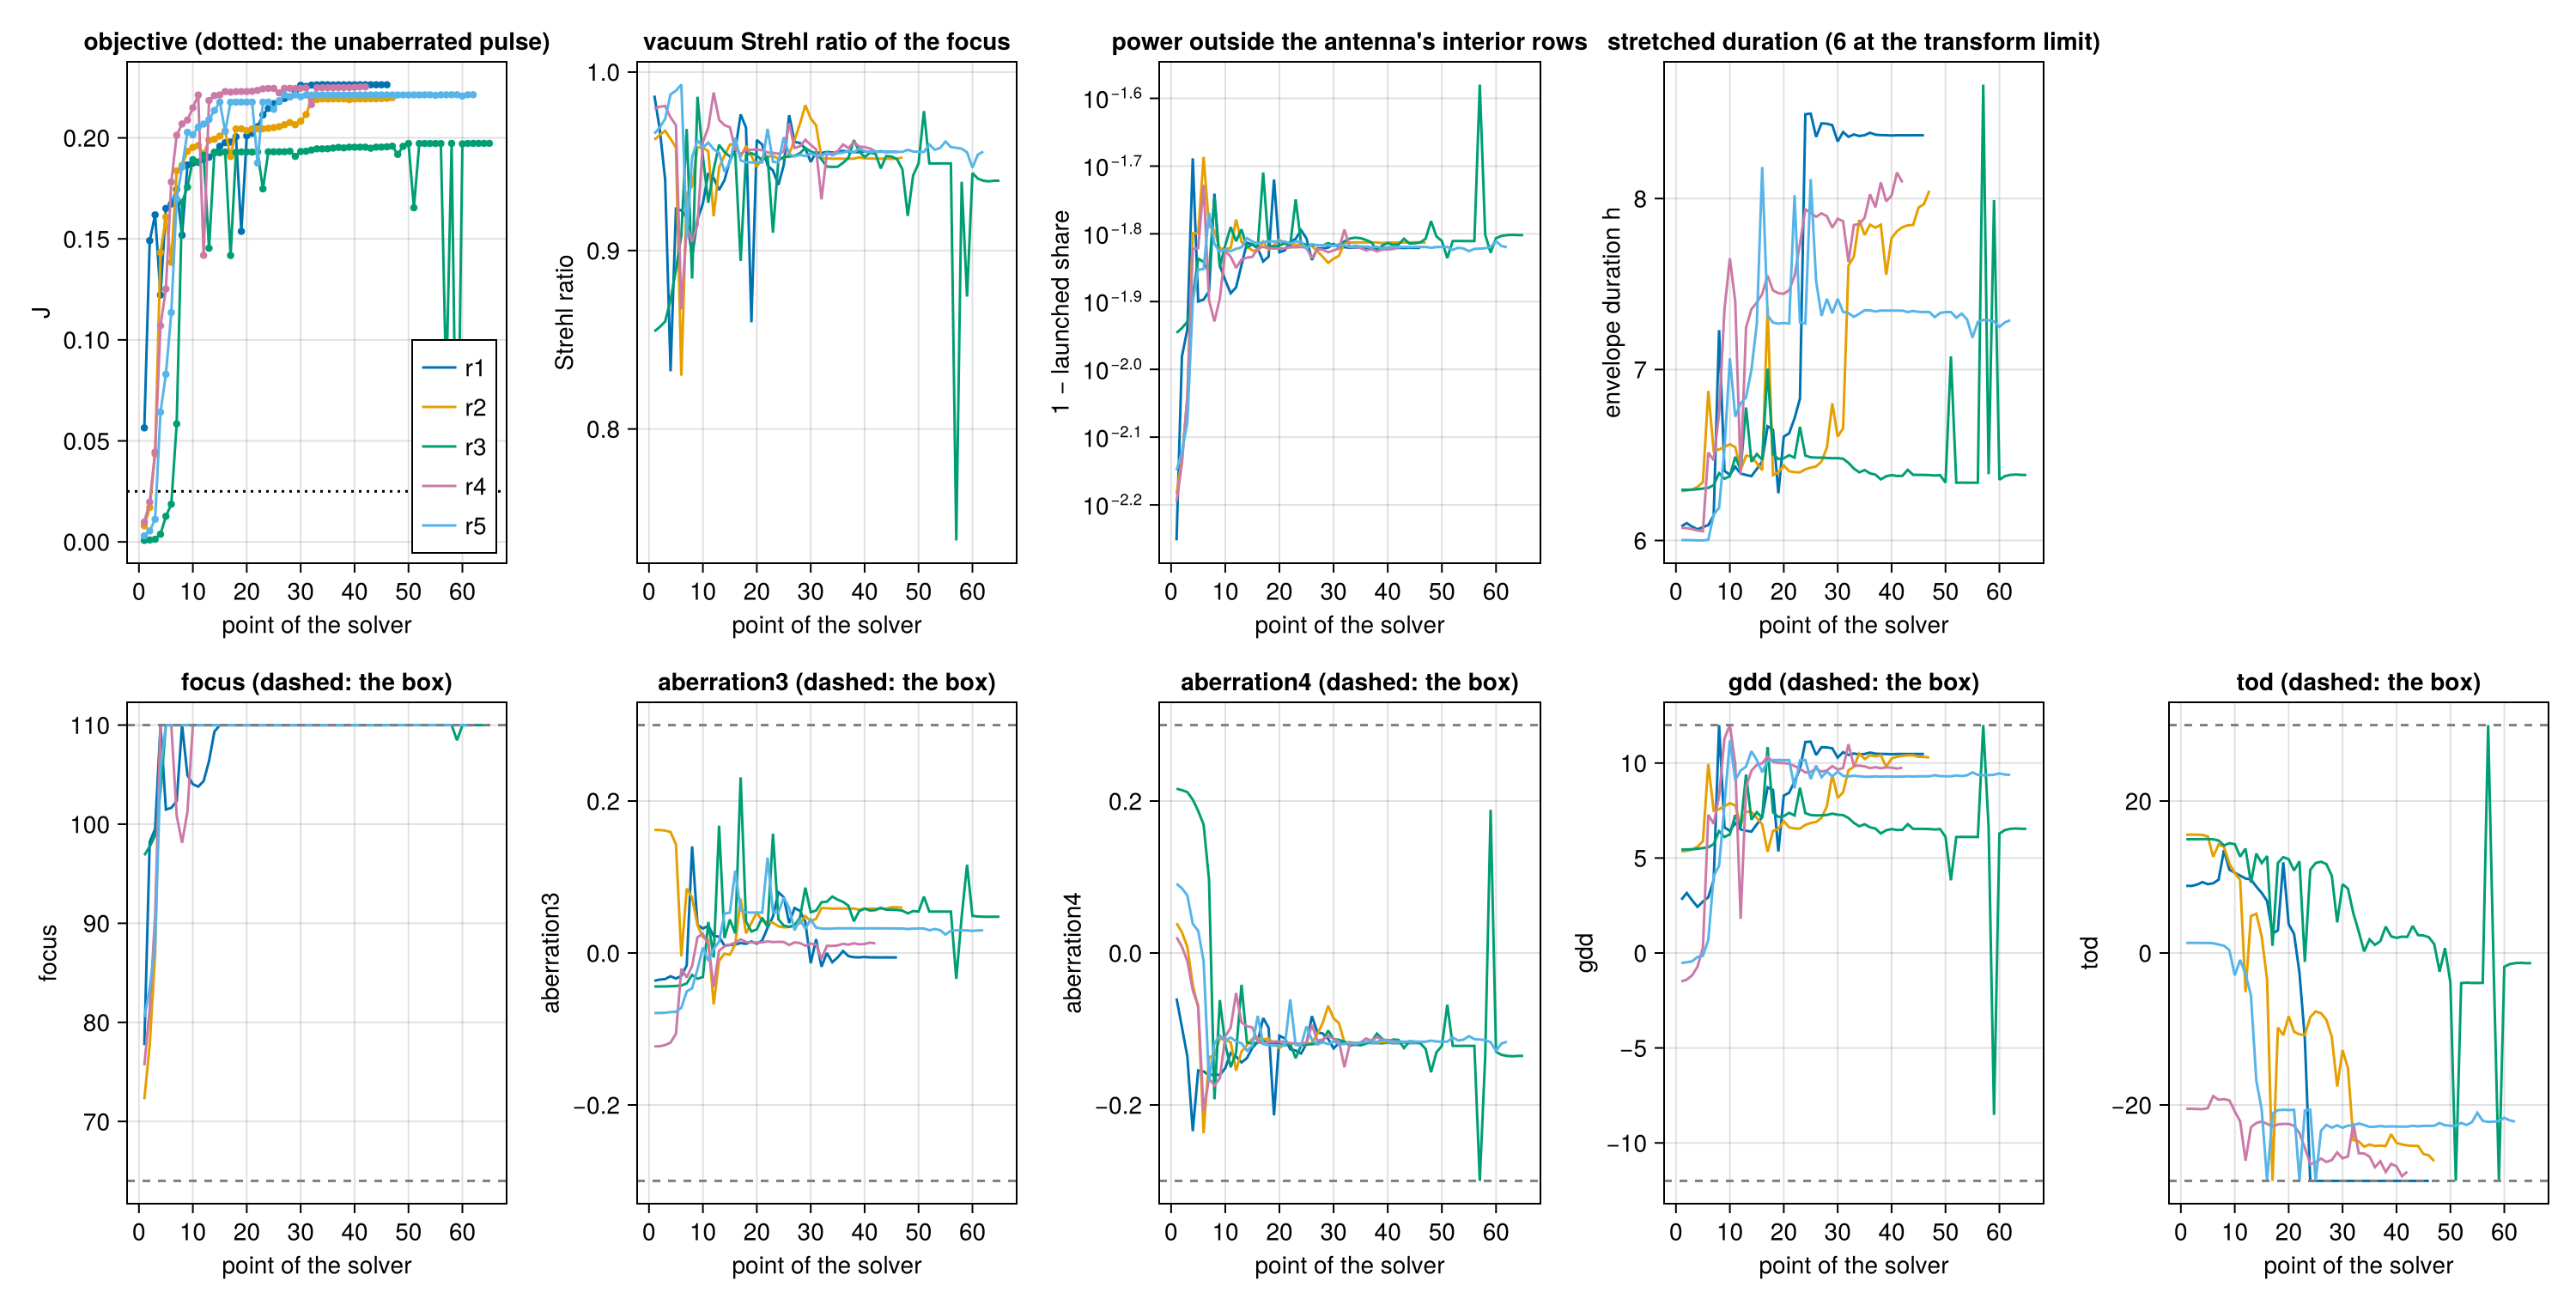 objective (dotted: the unaberrated pulse)
J
0.20
0.15
0.10
0.05
0.00
0 10 20 30 40 50 60
point of the solver
r1
r2
r3
r4
r5
vacuum Strehl ratio of the focus
Strehl ratio
1.0
0.9
0.8
0 10 20 30 40 50 60
point of the solver
power outside the antenna's interior rows
1 − launched share
10−1.6
10−1.7
10−1.8
10−1.9
10−2.0
10−2.1
10−2.2
0 10 20 30 40 50 60
point of the solver
stretched duration (6 at the transform limit)
envelope duration h
8
7
6
0 10 20 30 40 50 60
point of the solver
focus (dashed: the box)
focus
110
100
90
80
70
0 10 20 30 40 50 60
point of the solver
aberration3 (dashed: the box)
aberration3
0.2
0.0
−0.2
0 10 20 30 40 50 60
point of the solver
aberration4 (dashed: the box)
aberration4
0.2
0.0
−0.2
0 10 20 30 40 50 60
point of the solver
gdd (dashed: the box)
gdd
10
5
0
−5
−10
0 10 20 30 40 50 60
point of the solver
tod (dashed: the box)
tod
20
0
−20
0 10 20 30 40 50 60
point of the solver